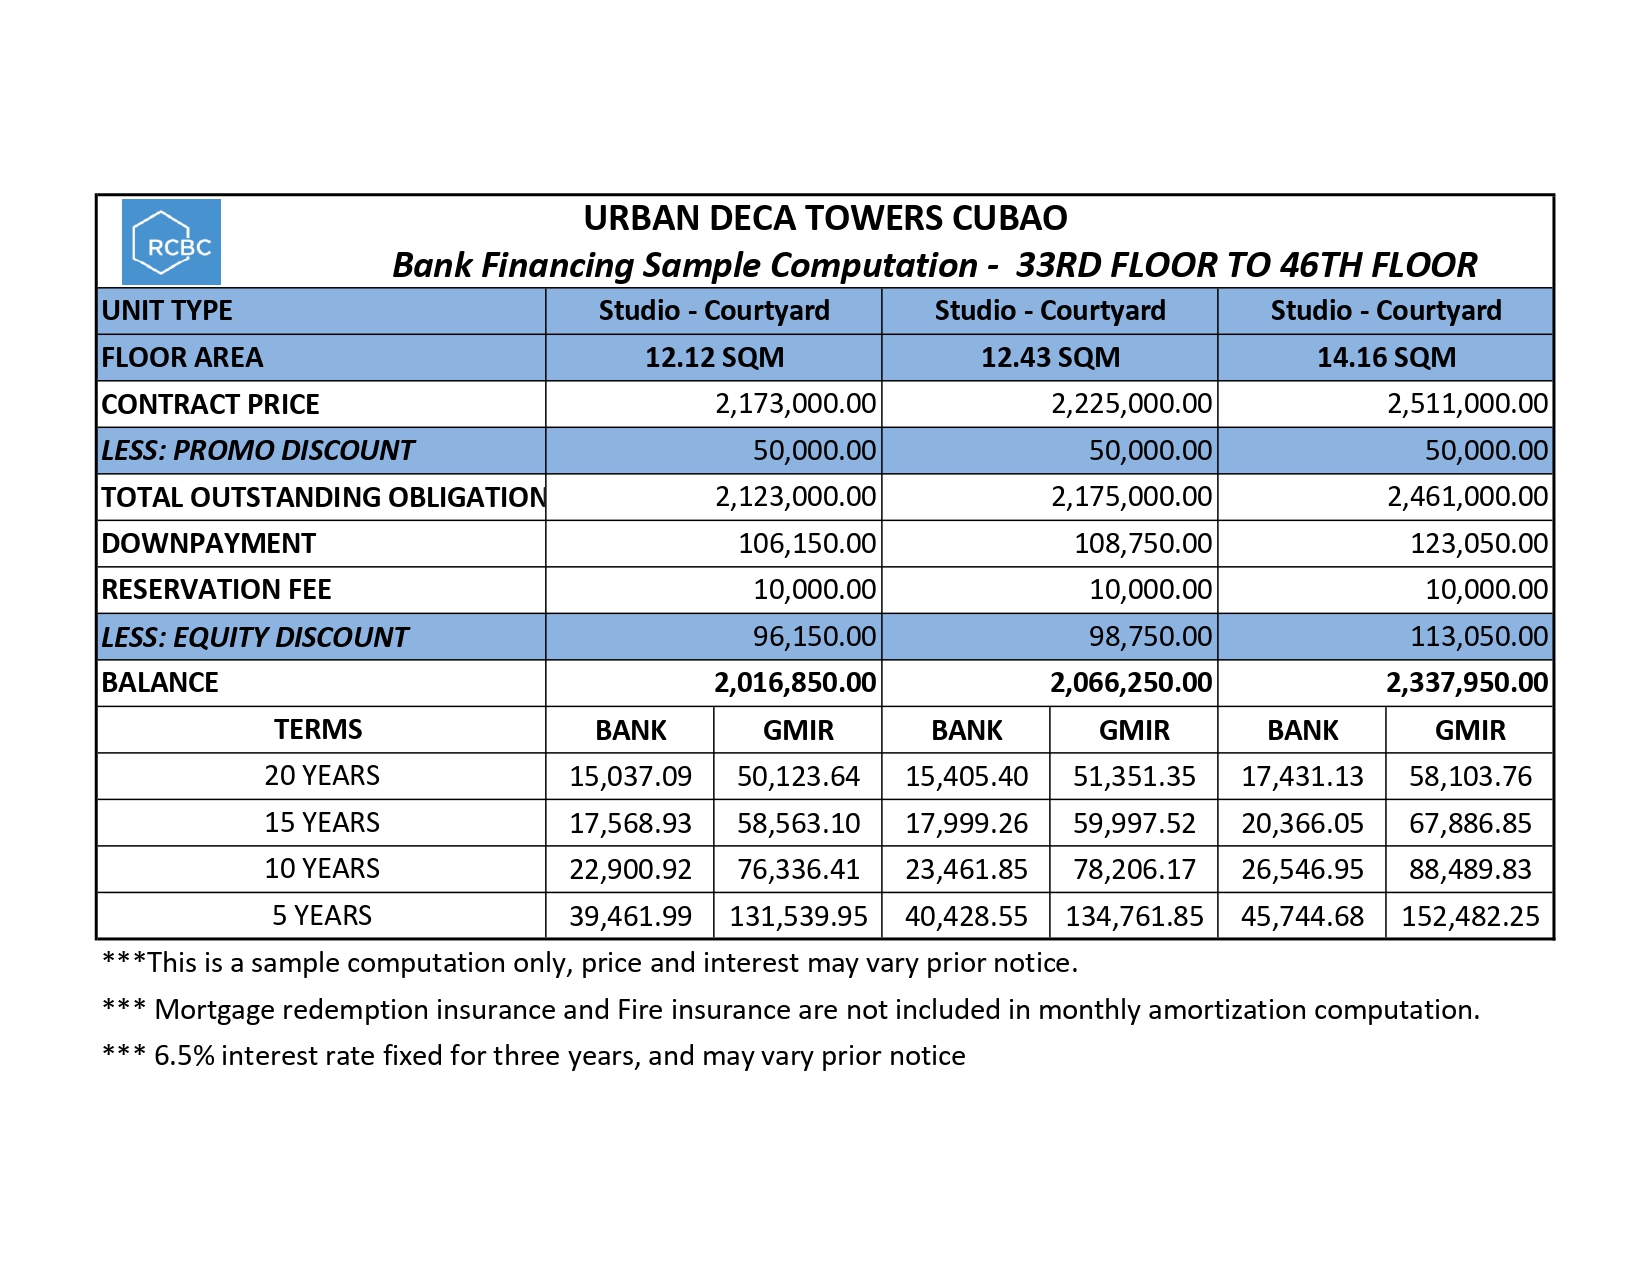 RCBC
URBAN DECA TOWERS CUBAO
Bank Financing Sample Computation - 33RD FLOOR TO 46TH FLOOR
UNIT TYPE Studio - Courtyard Studio - Courtyard Studio - Courtyard
FLOOR AREA 12.12 SQM 12.43 SQM 14.16 SQM
CONTRACT PRICE 2,173,000.00 2,225,000.00 2,511,000.00
LESS: PROMO DISCOUNT 50,000.00 50,000.00 50,000.00
TOTAL OUTSTANDING OBLIGATION 2,123,000.00 2,175,000.00 2,461,000.00
DOWNPAYMENT 106,150.00 108,750.00 123,050.00
RESERVATION FEE 10,000.00 10,000.00 10,000.00
LESS: EQUITY DISCOUNT 96,150.00 98,750.00 113,050.00
BALANCE 2,016,850.00 2,066,250.00 2,337,950.00
TERMS BANK GMIR BANK GMIR BANK GMIR
20 YEARS 15,037.09 50,123.64 15,405.40 51,351.35 17,431.13 58,103.76
15 YEARS 17,568.93 58,563.10 17,999.26 59,997.52 20,366.05 67,886.85
10 YEARS 22,900.92 76,336.41 23,461.85 78,206.17 26,546.95 88,489.83
5 YEARS 39,461.99 131,539.95 40,428.55 134,761.85 45,744.68 152,482.25
***This is a sample computation only, price and interest may vary prior notice.
*** Mortgage redemption insurance and Fire insurance are not included in monthly amortization computation.
*** 6.5% interest rate fixed for three years, and may vary prior notice